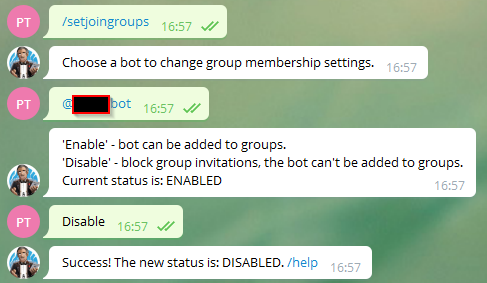 PT
/setjoingroups
16:57
Choose a bot to change group membership settings.
16:57
PT
@bot
16:57
'Enable' - bot can be added to groups.
'Disable' - block group invitations, the bot can't be added to groups.
Current status is: ENABLED
16:57
PT
Disable
16:57
Success! The new status is: DISABLED. /help
16:57